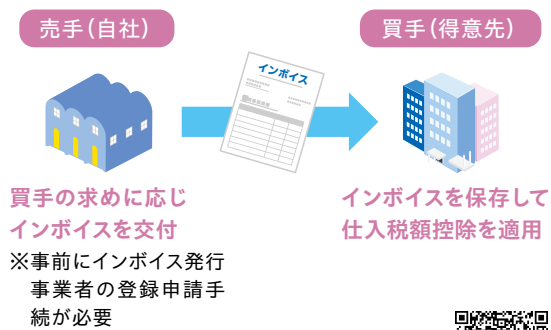 売手(自社)
買手(得意先)
インボイス
買手の求めに応じ
インボイスを交付
※事前にインボイス発行
事業者の登録申請手
続が必要
インボイスを保存して
仕入税額控除を適用